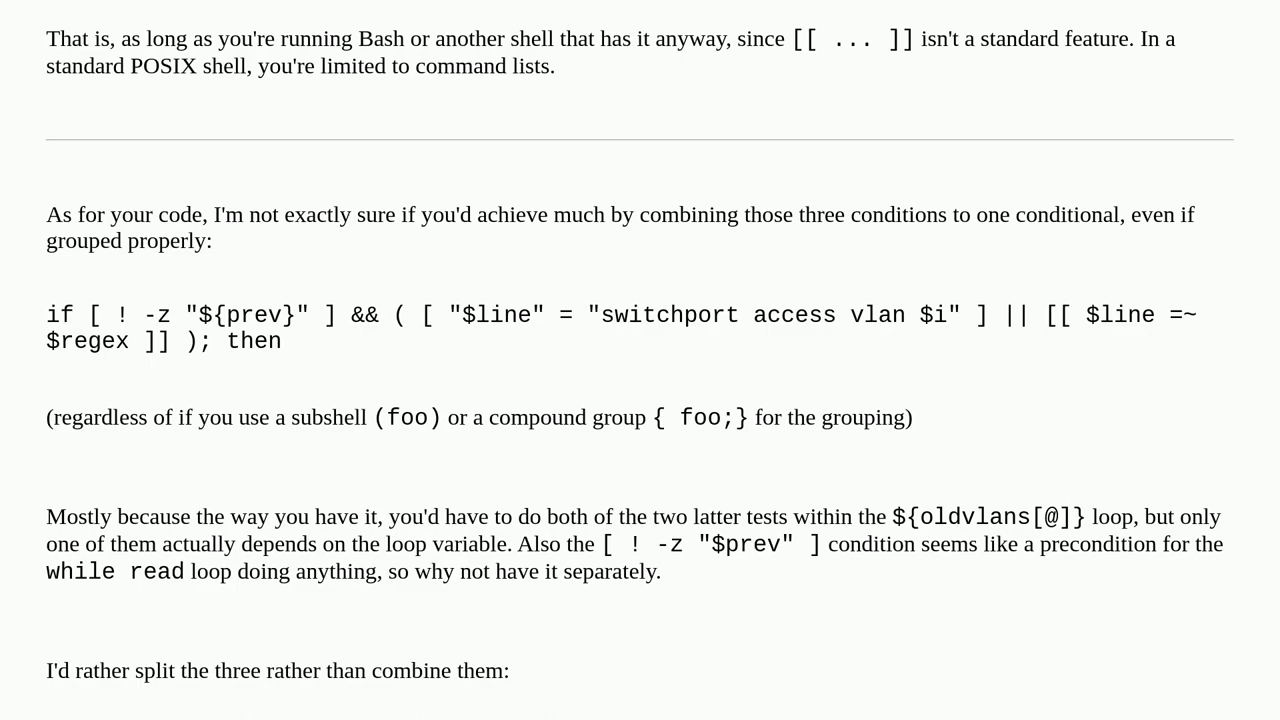 That is, as long as you're running Bash or another shell that has it anyway, since [[ ... ]] isn't a standard feature. In a
standard POSIX shell, you're limited to command lists.
As for your code, I'm not exactly sure if you'd achieve much by combining those three conditions to one conditional, even if
grouped properly:
if [ ! -z "${prev}" ] && ( [ "$line" = "switchport access vlan $i" ] || [[ $line =~
$regex ]] ); then
(regardless of if you use a subshell (foo) or a compound group { foo;} for the grouping)
Mostly because the way you have it, you'd have to do both of the two latter tests within the ${oldvlans[@]} loop, but only
one of them actually depends on the loop variable. Also the [ ! -z "$prev" ] condition seems like a precondition for the
while read loop doing anything, so why not have it separately.
I'd rather split the three rather than combine them: